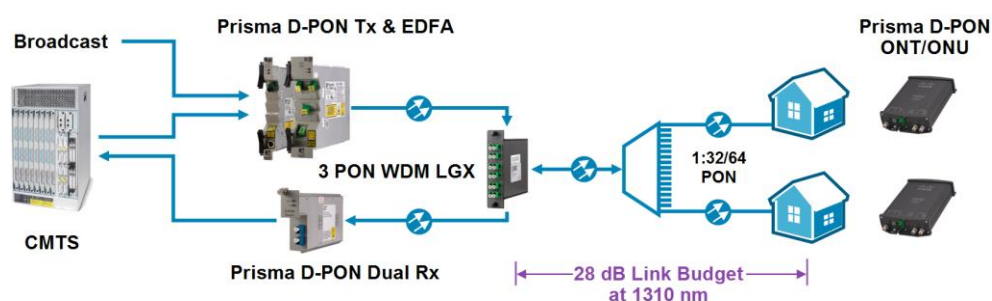 Broadcast
Prisma D-PON Tx & EDFA
Prisma D-PON
ONT/ONU
3 PON WDM LGX
1:32/64
PON
CMTS
Prisma D-PON Dual Rx
28 dB Link Budget
at 1310 nm